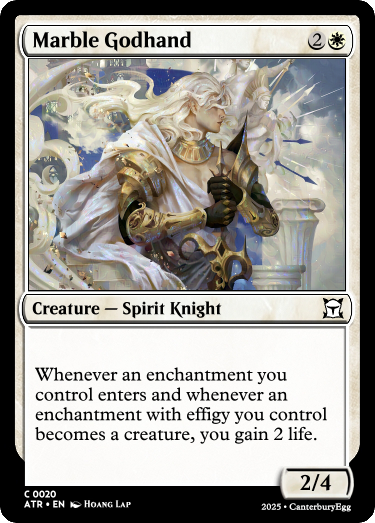 Marble Godhand 2
Creature — Spirit Knight
Whenever an enchantment you
control enters and whenever an
enchantment with effigy you control
becomes a creature, you gain 2 life.
2/4
C 0020
ATR • EN Hoang Lap
2025 • CanterburyEgg